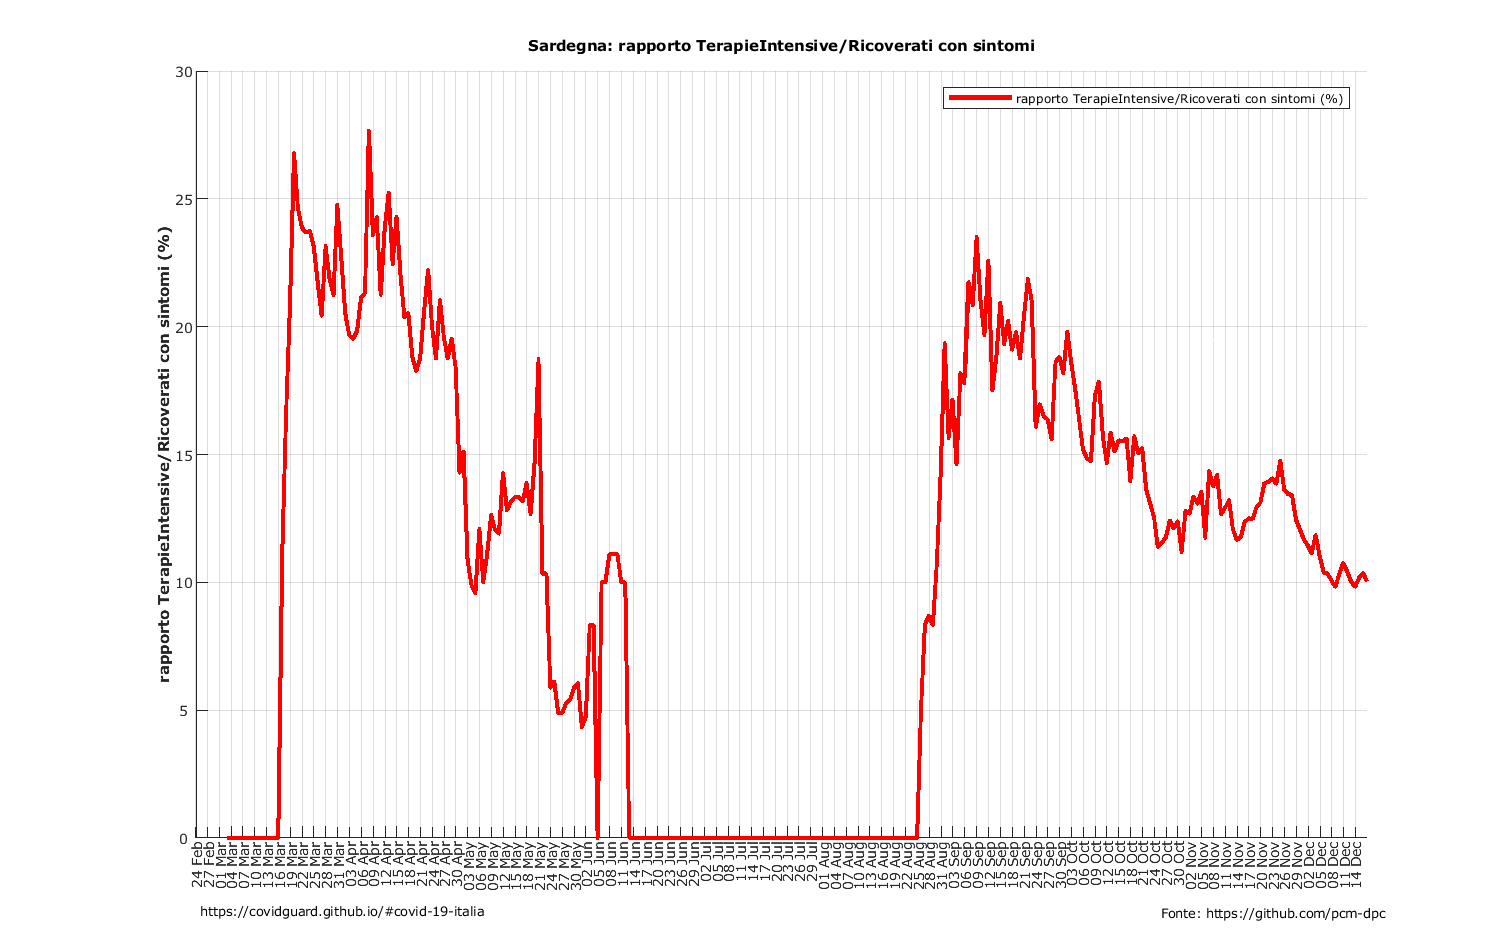 Sardegna: rapporto TerapieIntensive/Ricoverati con sintomi
rapporto TerapieIntensive/Ricoverati con sintomi (%)
rapporto TerapieIntensive/Ricoverati con sintomi (%)
30
25
20
15
10
5
0
24 Feb
27 Feb
01 Mar
04 Mar
07 Mar
10 Mar
13 Mar
16 Mar
19 Mar
22 Mar
25 Mar
28 Mar
31 Mar
03 Apr
06 Apr
09 Apr
12 Apr
15 Apr
18 Apr
21 Apr
24 Apr
27 Apr
30 Apr
03 May
06 May
09 May
12 May
15 May
18 May
21 May
24 May
27 May
30 May
02 Jun
05 Jun
08 Jun
11 Jun
14 Jun
17 Jun
20 Jun
23 Jun
26 Jun
29 Jun
02 Jul
05 Jul
08 Jul
11 Jul
14 Jul
17 Jul
20 Jul
23 Jul
26 Jul
29 Jul
01 Aug
04 Aug
07 Aug
10 Aug
13 Aug
16 Aug
19 Aug
22 Aug
25 Aug
28 Aug
31 Aug
03 Sep
06 Sep
09 Sep
12 Sep
15 Sep
18 Sep
21 Sep
24 Sep
27 Sep
30 Sep
03 Oct
06 Oct
09 Oct
12 Oct
15 Oct
18 Oct
21 Oct
24 Oct
27 Oct
30 Oct
02 Nov
05 Nov
08 Nov
11 Nov
14 Nov
17 Nov
20 Nov
23 Nov
26 Nov
29 Nov
02 Dec
05 Dec
08 Dec
11 Dec
14 Dec
https://covidguard.github.io/#covid-19-italia
Fonte: https://github.com/pcm-dpc